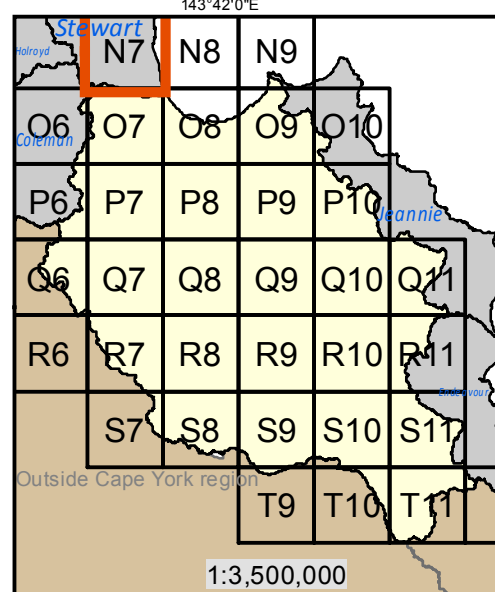 143°42'0"E
Stewart
Holroyd
N7 N8 N9
O6 O7 O8 O9 O10
Coleman
P6 P7 P8 P9 P10
Jeannie
Q6 Q7 Q8 Q9 Q10 Q11
R6 R7 R8 R9 R10 R11
Endeavour
S7 S8 S9 S10 S11
Outside Cape York region
T9 T10 T11
1:3,500,000